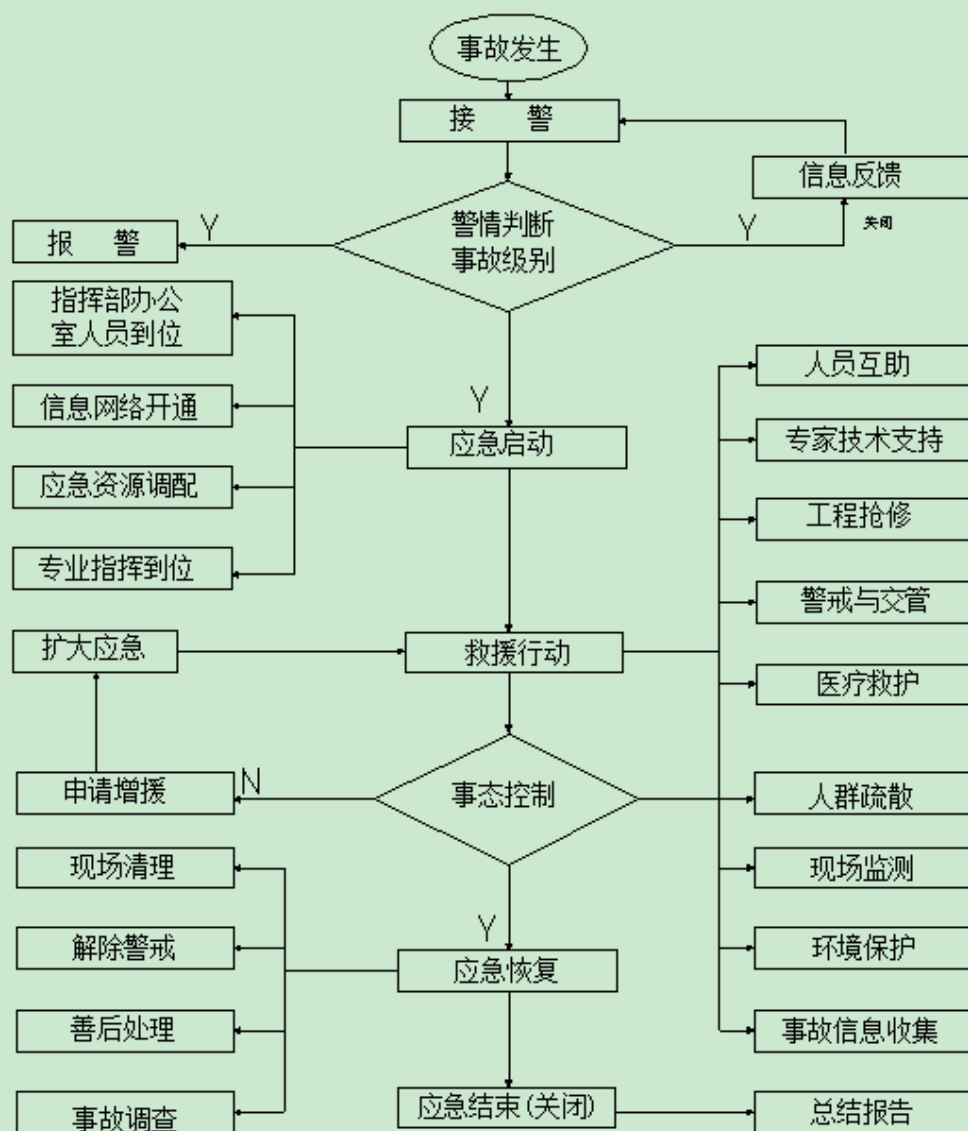 事故发生
接 警
信息反馈
关闭
Y
警情判断
事故级别
Y
报 警
指挥部办公
室人员到位
信息网络开通
应急资源调配
专业指挥到位
Y
应急启动
人员互助
专家技术支持
工程抢修
警戒与交管
医疗救护
扩大应急
救援行动
申请增援
N
事态控制
人群疏散
现场监测
环境保护
事故信息收集
现场清理
解除警戒
善后处理
事故调查
Y
应急恢复
应急结束(关闭)
总结报告